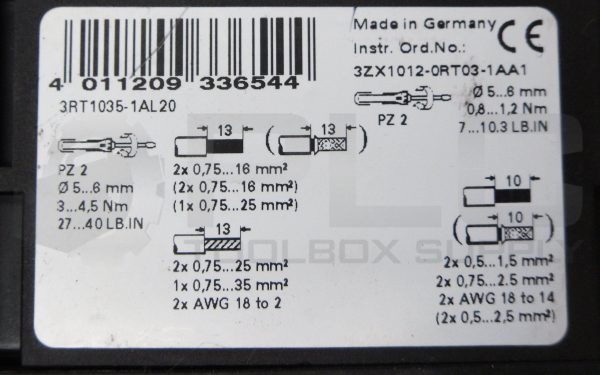 4 011209 336544
3RT1035-1AL20
Made in Germany
Instr. Ord.No.:
CE
3ZX1012-0RT03-1AA1
PZ 2
Ø 5...6 mm
3...4,5 Nm
27...40 LB.IN
13
( 13 )
2x 0,75...16 mm²
(2x 0,75...16 mm²)
(1x 0,75...25 mm²)
13
2x 0,75...25 mm²
1x 0,75...35 mm²
2x AWG 18 to 2
PZ 2
Ø 5...6 mm
0,8...1,2 Nm
7...10.3 LB.IN
10
( 10 )
2x 0,5...1,5 mm²
2x 0,75...2.5 mm²
2x AWG 18 to 14
(2x 0,5...2,5 mm²)
PLC
TOOLBOX SUPPLY